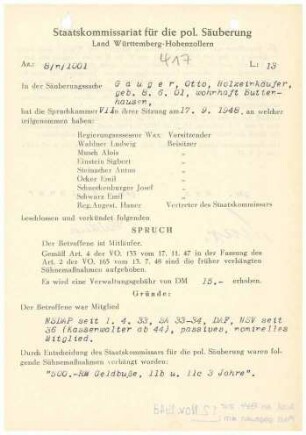 Staatskommissariat für die pol. Säuberung
Land Württemberg-Hohenzollern
417
Az.: 8/n/1001 L: 13
In der Säuberungssache Gauger, Otto, Holzeinkäufer,
geb. 8. 6. 01, wohnhaft Butten-
hausen,
hat die Spruchkammer VII in ihrer Sitzung am 17. 9. 1948, an welcher
teilgenommen haben:
Regierungsassessor Wax Vorsitzender
Waldner Ludwig Beisitzer
Munch Alois "
Einstein Sigbert "
Steinacher Anton "
Ocker Emil "
Schnekenburger Josef "
Schwarz Emil "
Reg.Angest. Hauer Vertreter des Staatskommissars
beschlossen und verkündet folgenden
SPRUCH
Der Betroffene ist Mitläufer.
Gemäß Art. 4 der VO. 133 vom 17. 11. 47 in der Fassung des
Art. 2 der VO. 165 vom 13. 7. 48 sind die früher verhängten
Sühnemaßnahmen aufgehoben.
Es wird eine Verwaltungsgebühr von DM 15.- erhoben.
Gründe:
Der Betroffene war Mitglied
NSDAP seit 1. 4. 33, SA 33-34, DAF, NSV seit
36 (Kassenwalter ab 44), passives, nominelles
Mitglied.
Durch Entscheidung des Staatskommissars für die pol. Säuberung waren fol-
gende Sühnemaßnahmen verhängt worden:
"500.-RM Geldbuße, 11b u. 11c 3 Jahre".